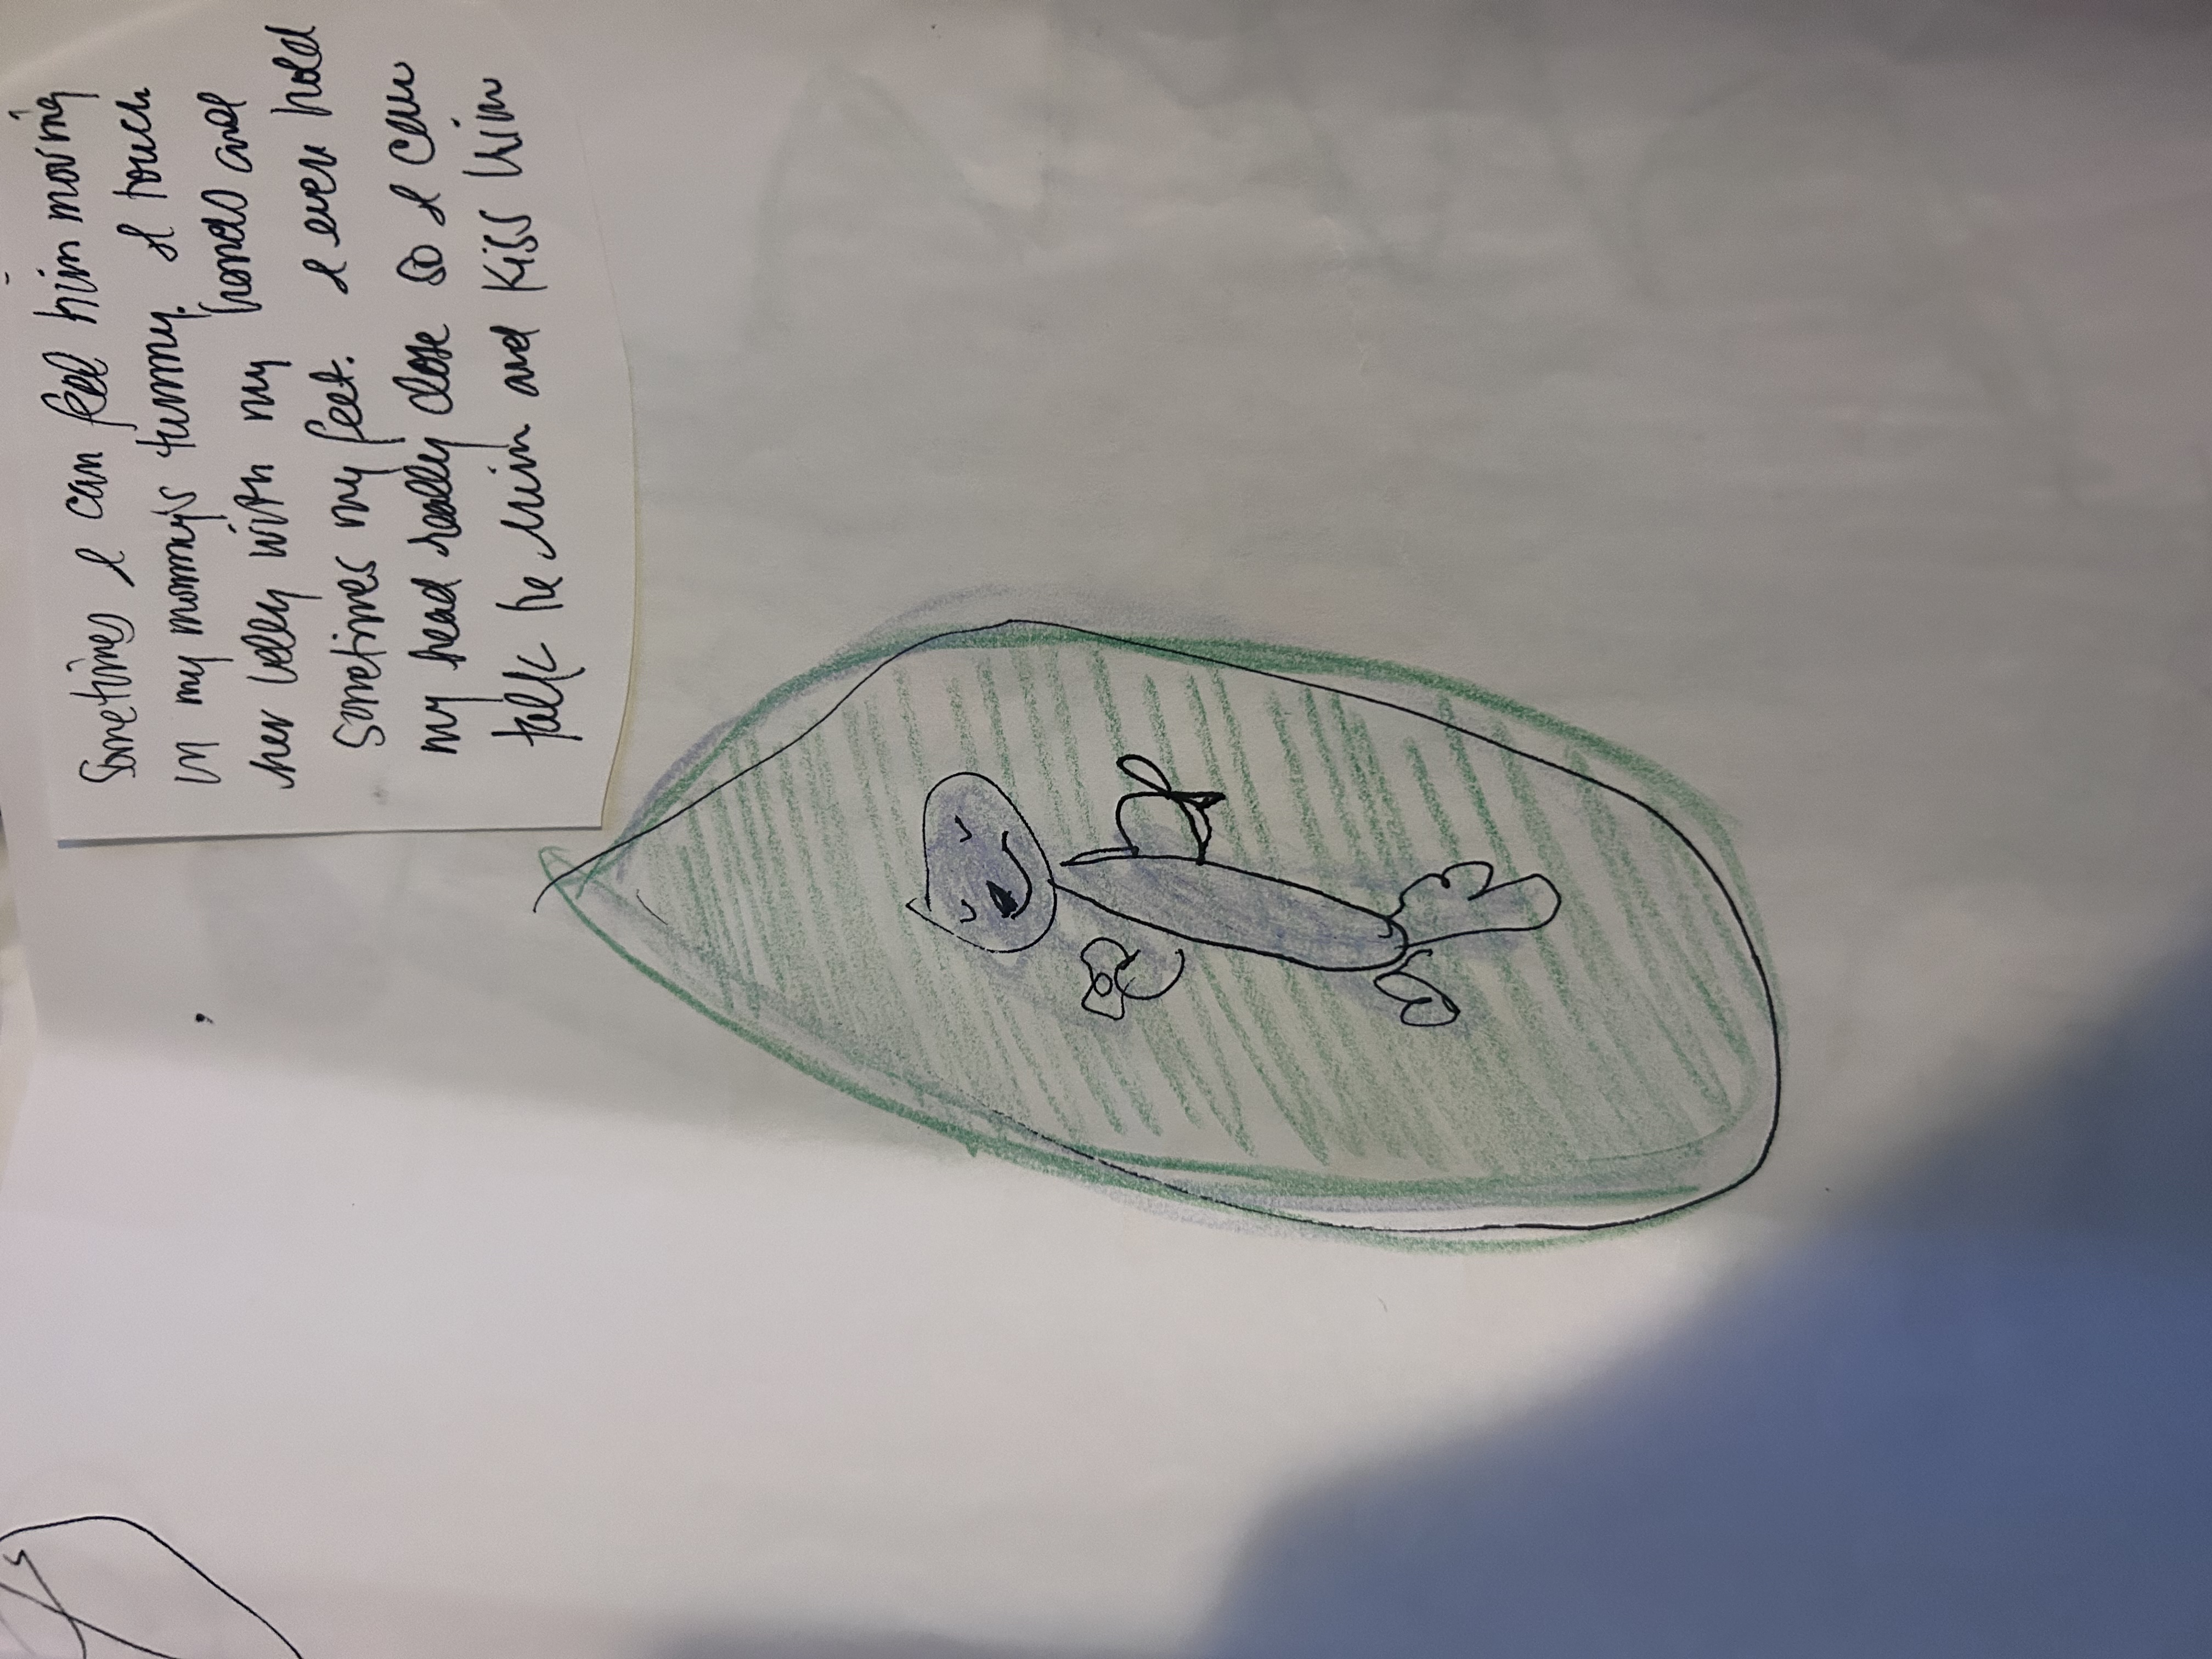 Sometimes I can feel him moving
in my mommy's tummy. I touch
her belly with my hands and
sometimes my feet. I even hold
my head really close so I can
talk to him and kiss him